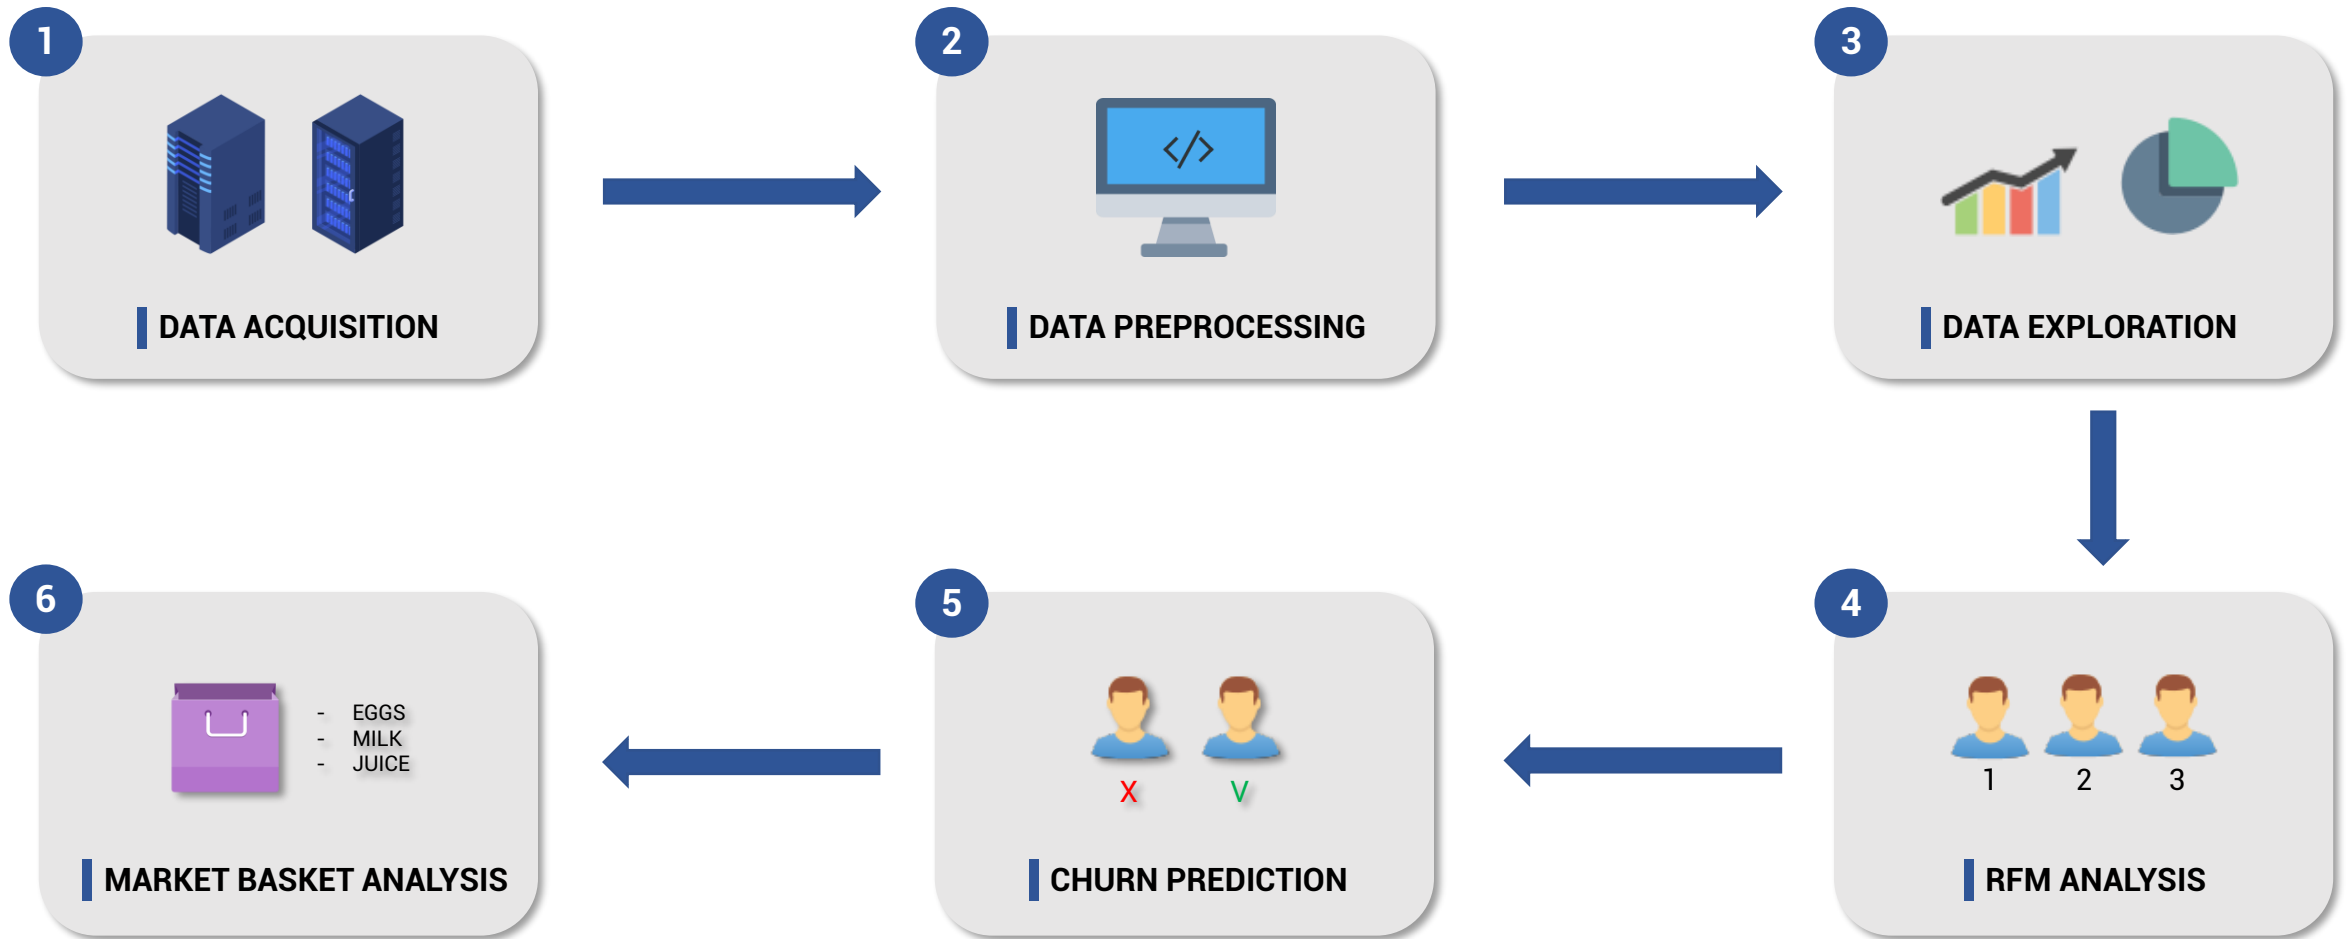 1
2
3
</>
DATA ACQUISITION
DATA PREPROCESSING
DATA EXPLORATION
4
RFM ANALYSIS
1 2 3
5
X V
CHURN PREDICTION
6
- EGGS
- MILK
- JUICE
MARKET BASKET ANALYSIS